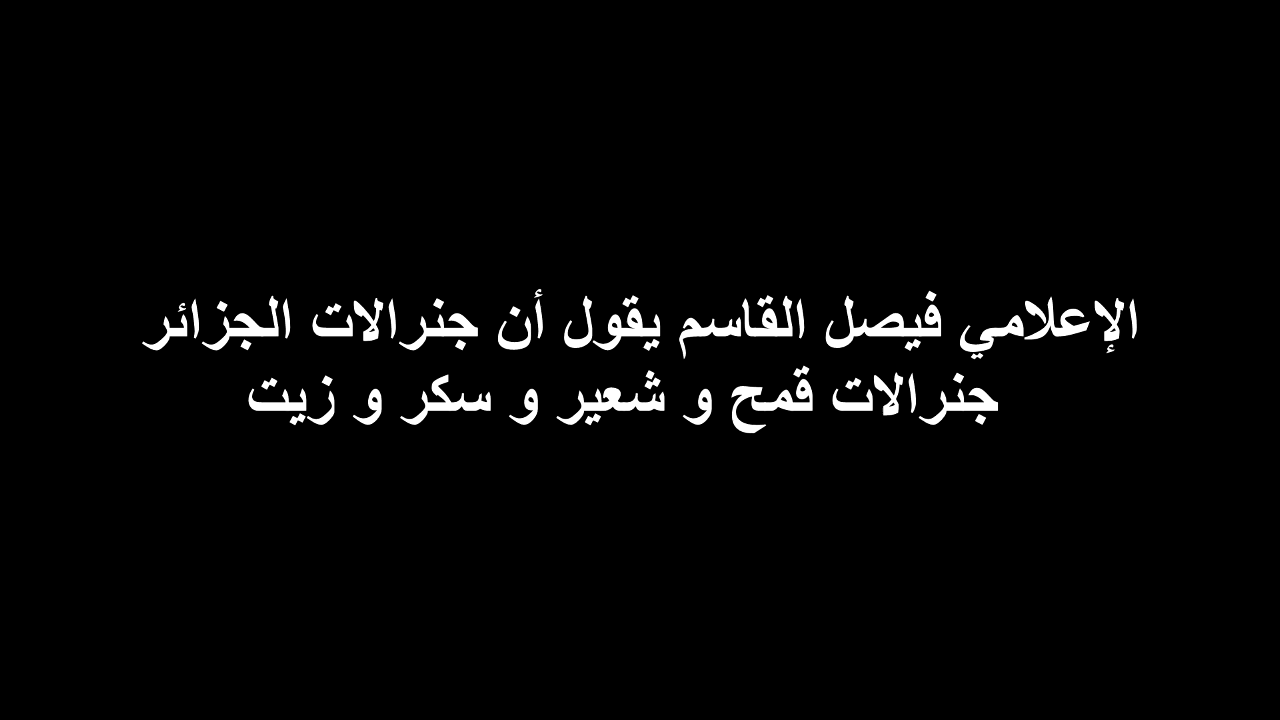 الإعلامي فيصل القاسم يقول أن جنرالات الجزائر
جنرالات قمح و شعير و سكر و زيت